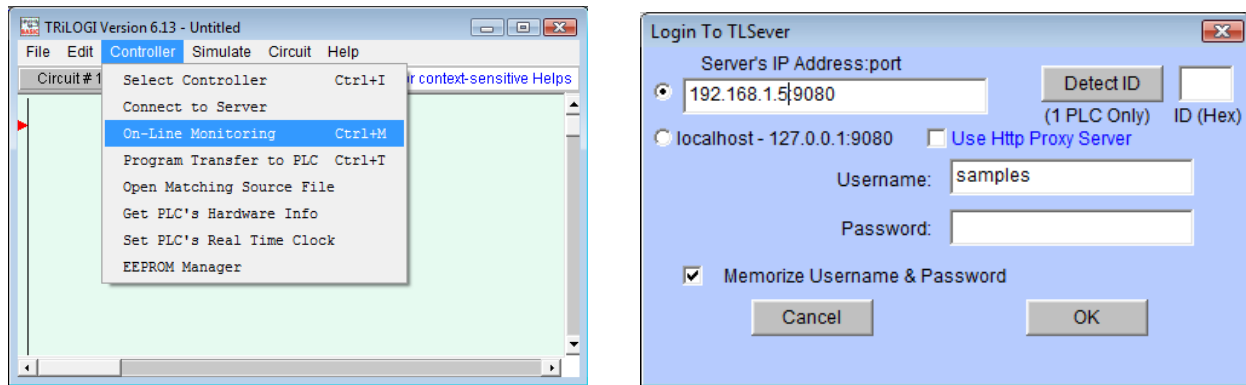 TRiLOGI Version 6.13 - Untitled
File Edit Controller Simulate Circuit Help
Circuit # 1
r context-sensitive Helps
Select Controller Ctrl+I
Connect to Server
On-Line Monitoring Ctrl+M
Program Transfer to PLC Ctrl+T
Open Matching Source File
Get PLC's Hardware Info
Set PLC's Real Time Clock
EEPROM Manager
Login To TLSever
Server's IP Address:port
192.168.1.5:9080
Detect ID
(1 PLC Only) ID (Hex)
localhost - 127.0.0.1:9080 Use Http Proxy Server
Username: samples
Password:
Memorize Username & Password
Cancel OK